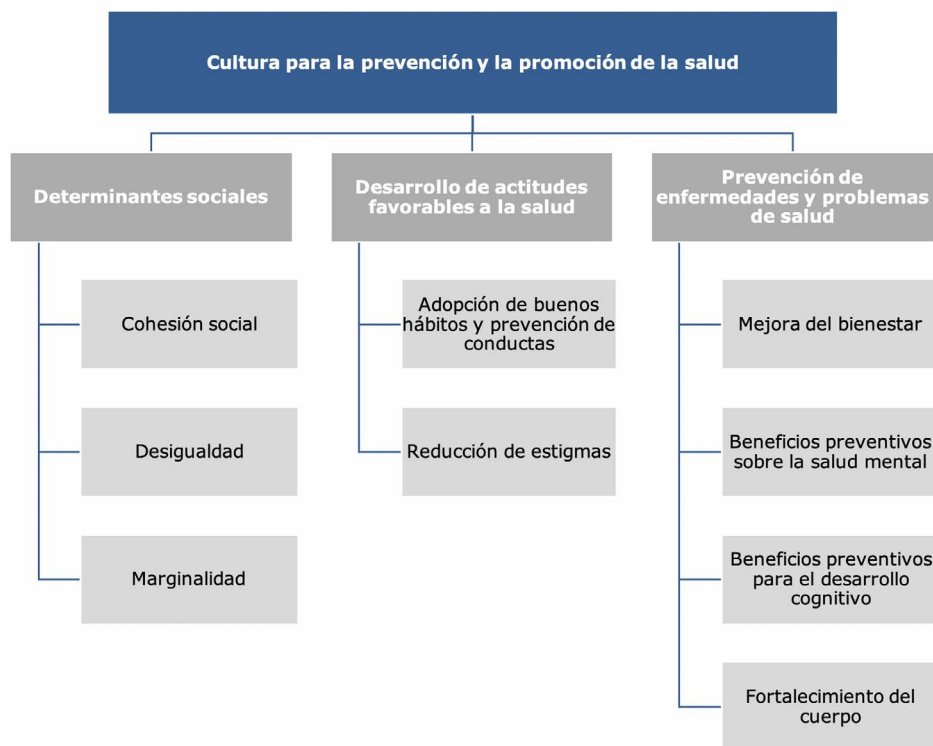 Cultura para la prevención y la promoción de la salud
Determinantes sociales
Cohesión social
Desigualdad
Marginalidad
Desarrollo de actitudes
favorables a la salud
Adopción de buenos
hábitos y prevención de
conductas
Reducción de estigmas
Prevención de
enfermedades y problemas
de salud
Mejora del bienestar
Beneficios preventivos
sobre la salud mental
Beneficios preventivos
para el desarrollo
cognitivo
Fortalecimiento del
cuerpo